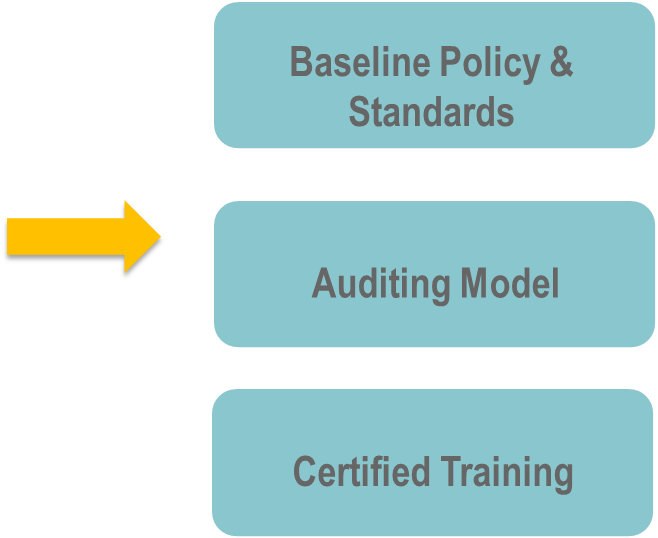 Baseline Policy &
Standards
Auditing Model
Certified Training